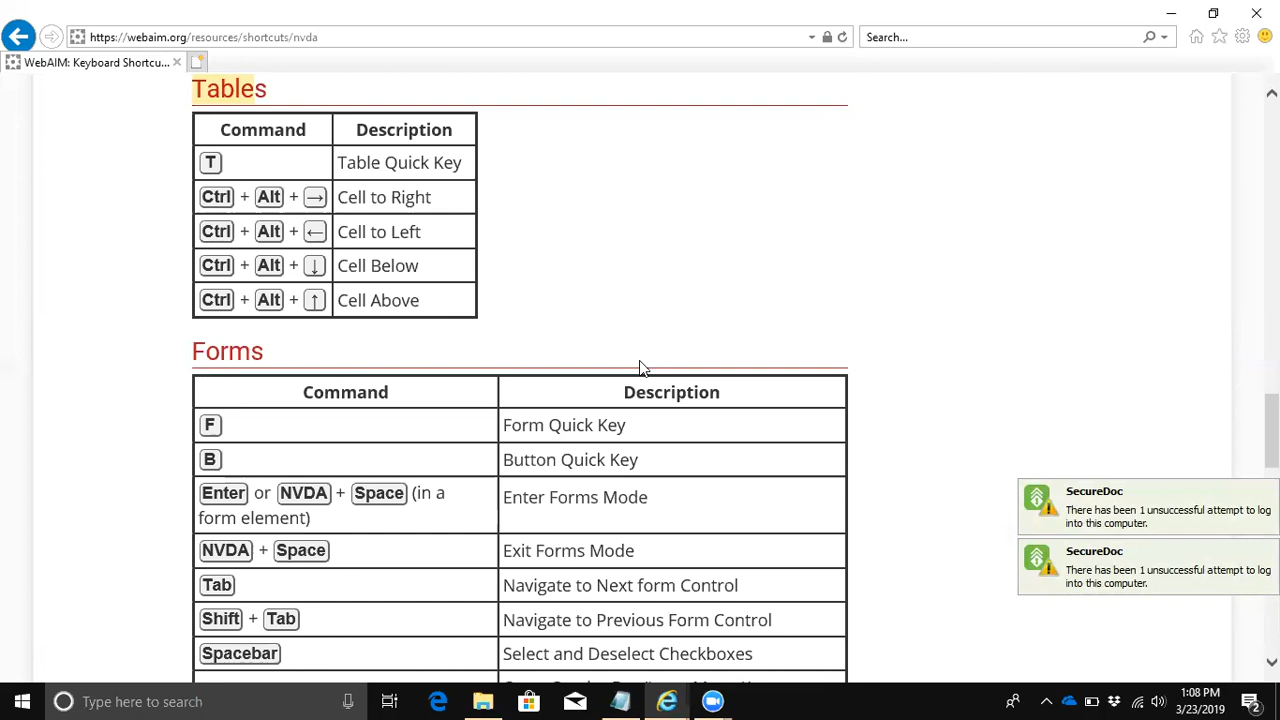 https://webaim.org/resources/shortcuts/nvda
Search...
WebAIM: Keyboard Shortcu...
Tables
Command Description
T Table Quick Key
Ctrl + Alt + → Cell to Right
Ctrl + Alt + ← Cell to Left
Ctrl + Alt + ↓ Cell Below
Ctrl + Alt + ↑ Cell Above
Forms
Command Description
F Form Quick Key
B Button Quick Key
Enter or NVDA + Space (in a
form element)
Enter Forms Mode
NVDA + Space Exit Forms Mode
Tab Navigate to Next form Control
Shift + Tab Navigate to Previous Form Control
Spacebar Select and Deselect Checkboxes
SecureDoc
There has been 1 unsuccessful attempt to log
into this computer.
SecureDoc
There has been 1 unsuccessful attempt to log
into this computer.
Type here to search
1:08 PM
3/23/2019
2